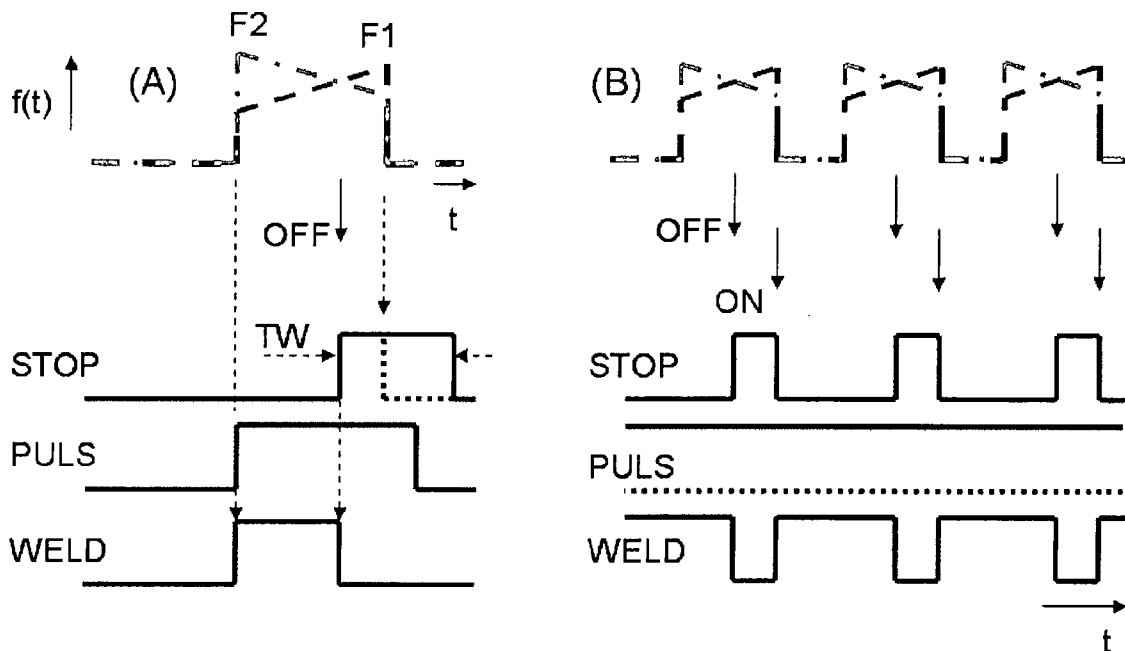 F2
F1
(A)
f(t)
t
OFF
TW
STOP
PULS
WELD
(B)
OFF
ON
STOP
PULS
WELD
t